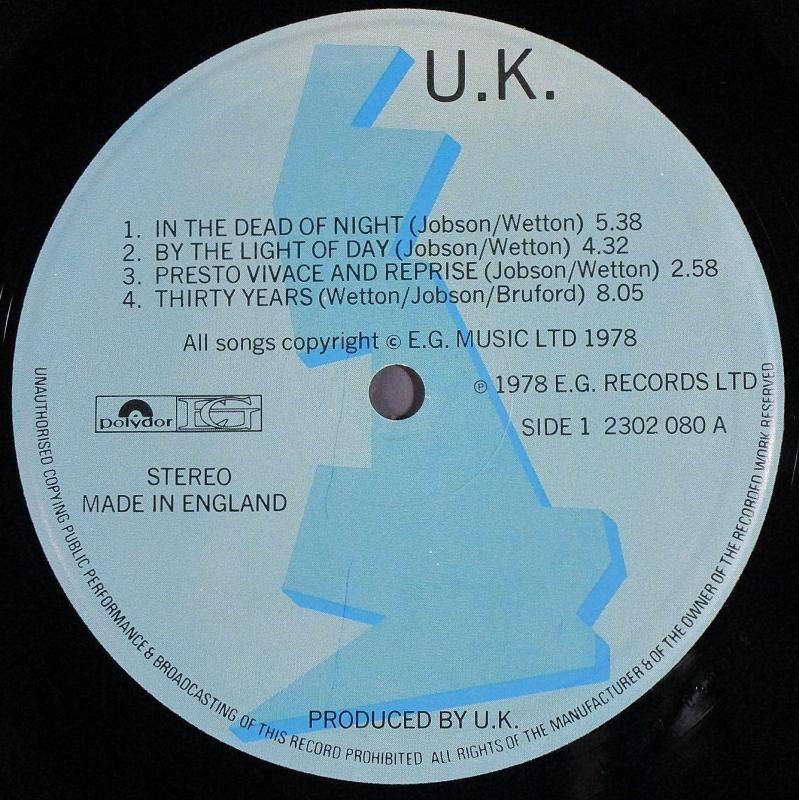 U.K.
1. IN THE DEAD OF NIGHT (Jobson/Wetton) 5.38
2. BY THE LIGHT OF DAY (Jobson/Wetton) 4.32
3. PRESTO VIVACE AND REPRISE (Jobson/Wetton) 2.58
4. THIRTY YEARS (Wetton/Jobson/Bruford) 8.05
All songs copyright © E.G. MUSIC LTD 1978
℗ 1978 E.G. RECORDS LTD
polydor EG
SIDE 1 2302 080 A
STEREO
MADE IN ENGLAND
PRODUCED BY U.K.
UNAUTHORISED COPYING PUBLIC PERFORMANCE & BROADCASTING OF THIS RECORD PROHIBITED ALL RIGHTS OF THE MANUFACTURER & OF THE OWNER OF THE RECORDED WORK RESERVED